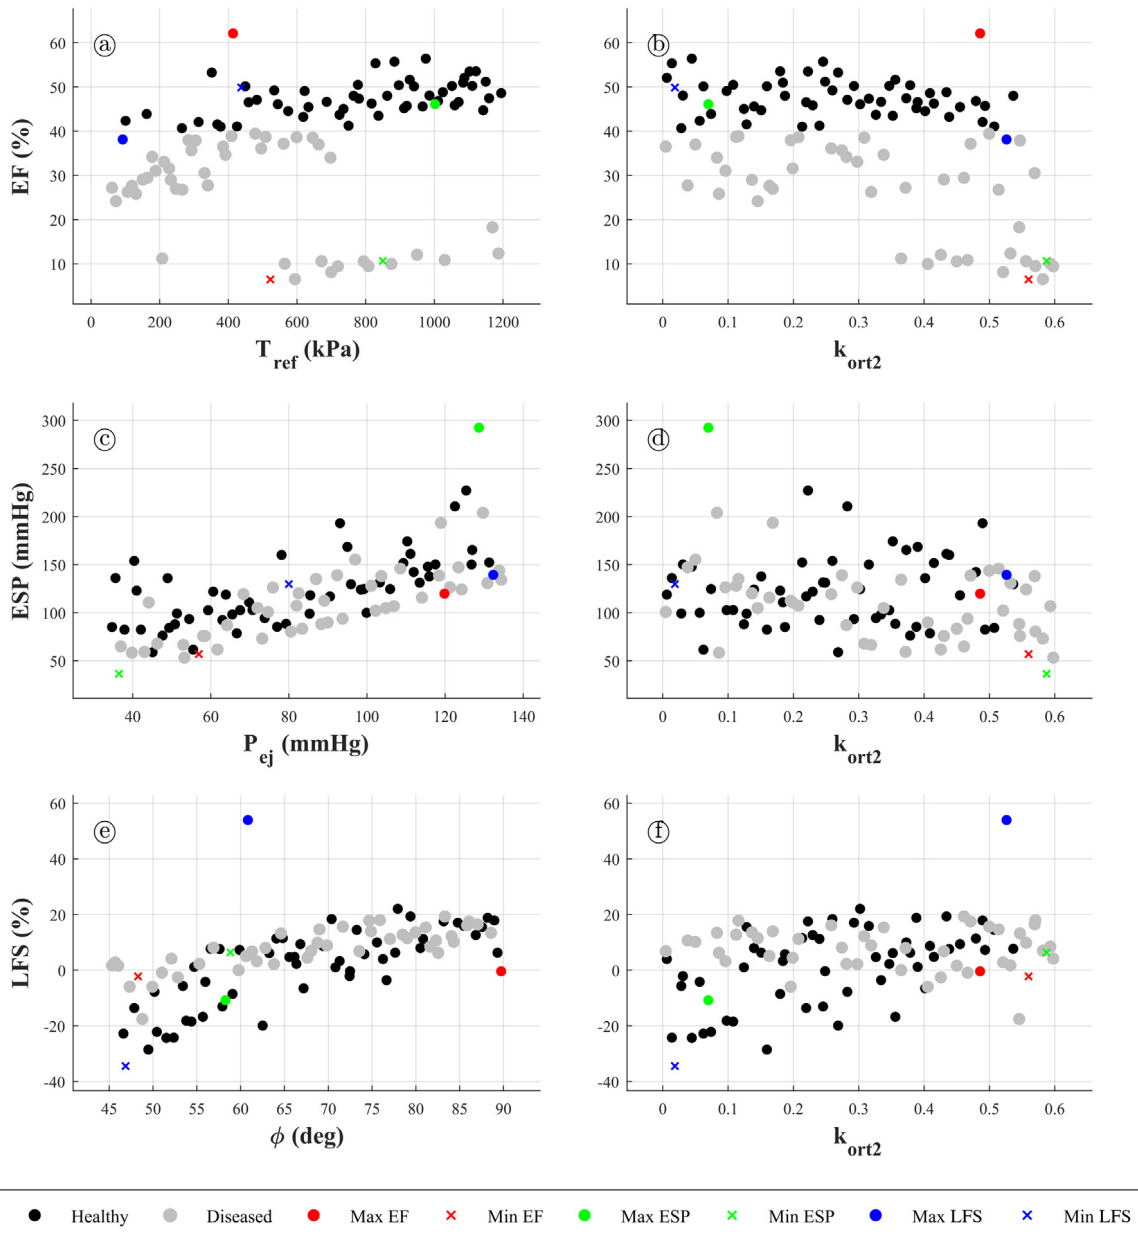 a
b
EF (%)
60
50
40
30
20
10
0 200 400 600 800 1000 1200
T_ref (kPa)
60
50
40
30
20
10
0 0.1 0.2 0.3 0.4 0.5 0.6
k_ort2
c
d
ESP (mmHg)
300
250
200
150
100
50
40 60 80 100 120 140
P_ej (mmHg)
300
250
200
150
100
50
0 0.1 0.2 0.3 0.4 0.5 0.6
k_ort2
e
f
LFS (%)
60
40
20
0
-20
-40
45 50 55 60 65 70 75 80 85 90
ϕ (deg)
60
40
20
0
-20
-40
0 0.1 0.2 0.3 0.4 0.5 0.6
k_ort2
Healthy Diseased Max EF Min EF Max ESP Min ESP Max LFS Min LFS